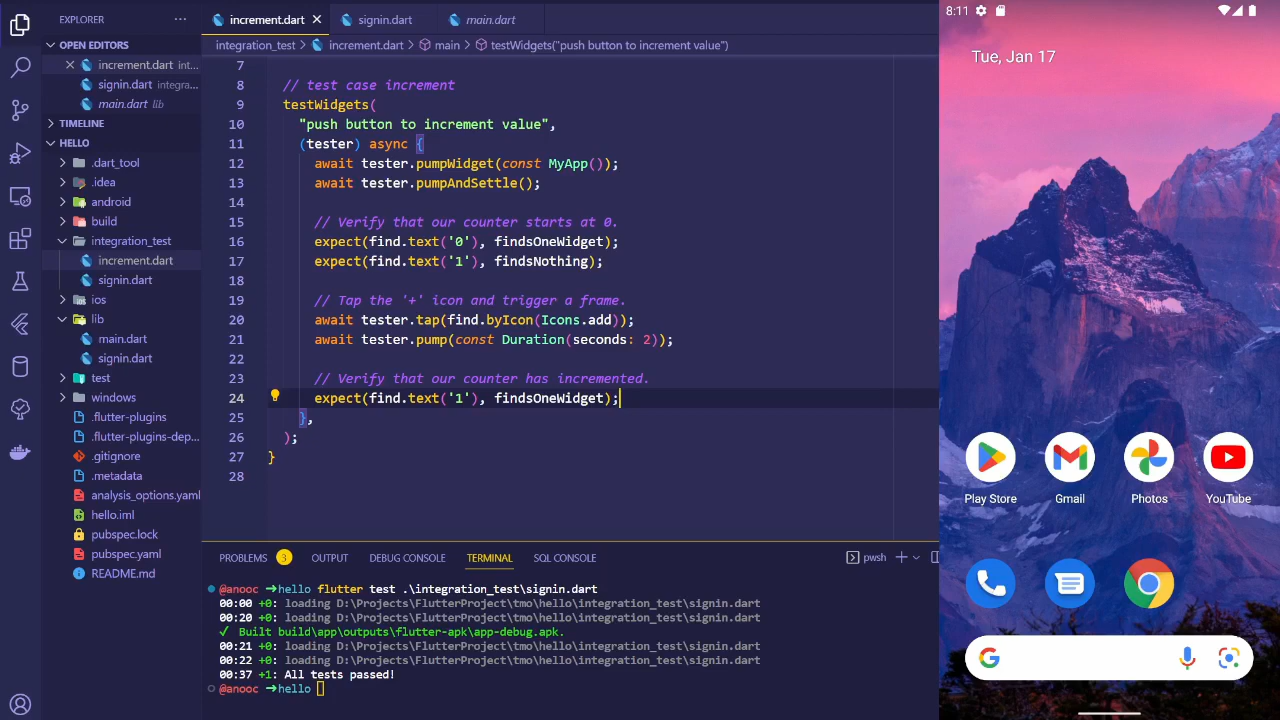 EXPLORER
OPEN EDITORS
increment.dart int...
signin.dart integra...
main.dart lib
TIMELINE
HELLO
.dart_tool
.idea
android
build
integration_test
increment.dart
signin.dart
ios
lib
main.dart
signin.dart
test
windows
.flutter-plugins
.flutter-plugins-dep...
.gitignore
.metadata
analysis_options.yaml
hello.iml
pubspec.lock
pubspec.yaml
README.md
increment.dart signin.dart main.dart
integration_test > increment.dart > main > testWidgets("push button to increment value")
7
8 // test case increment
9 testWidgets(
10 "push button to increment value",
11 (tester) async {
12 await tester.pumpWidget(const MyApp());
13 await tester.pumpAndSettle();
14
15 // Verify that our counter starts at 0.
16 expect(find.text('0'), findsOneWidget);
17 expect(find.text('1'), findsNothing);
18
19 // Tap the '+' icon and trigger a frame.
20 await tester.tap(find.byIcon(Icons.add));
21 await tester.pump(const Duration(seconds: 2));
22
23 // Verify that our counter has incremented.
24 expect(find.text('1'), findsOneWidget);
25 },
26 );
27 }
28
PROBLEMS 3 OUTPUT DEBUG CONSOLE TERMINAL SQL CONSOLE pwsh
@anooc ➜hello flutter test .\integration_test\signin.dart
00:00 +0: loading D:\Projects\FlutterProject\tmo\hello\integration_test\signin.dart
00:20 +0: loading D:\Projects\FlutterProject\tmo\hello\integration_test\signin.dart
✓ Built build\app\outputs\flutter-apk\app-debug.apk.
00:21 +0: loading D:\Projects\FlutterProject\tmo\hello\integration_test\signin.dart
00:22 +0: loading D:\Projects\FlutterProject\tmo\hello\integration_test\signin.dart
00:37 +1: All tests passed!
@anooc ➜hello
8:11
Tue, Jan 17
Play Store Gmail Photos YouTube